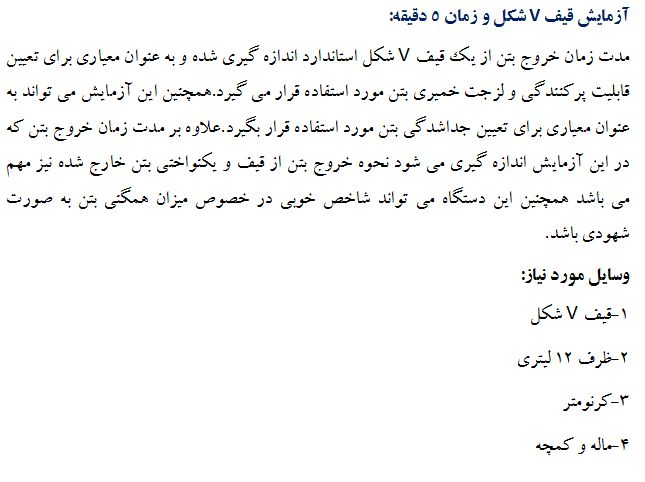 آزمایش قیف V شکل و زمان ۵ دقیقه:
مدت زمان خروج بتن از یک قیف V شکل استاندارد اندازه گیری شده و به عنوان معیاری برای تعیین
قابلیت پرکنندگی و لزجت خمیری بتن مورد استفاده قرار می گیرد.همچنین این آزمایش می تواند به
عنوان معیاری برای تعیین جداشدگی بتن مورد استفاده قرار بگیرد.علاوه بر مدت زمان خروج بتن که
در این آزمایش اندازه گیری می شود نحوه خروج بتن از قیف و یکنواختی بتن خارج شده نیز مهم
می باشد همچنین این دستگاه می تواند شاخص خوبی در خصوص میزان همگنی بتن به صورت
شهودی باشد.
وسایل مورد نیاز:
۱-قیف V شکل
۲-ظرف ۱۲ لیتری
۳-کرنومتر
۴-ماله و کمچه